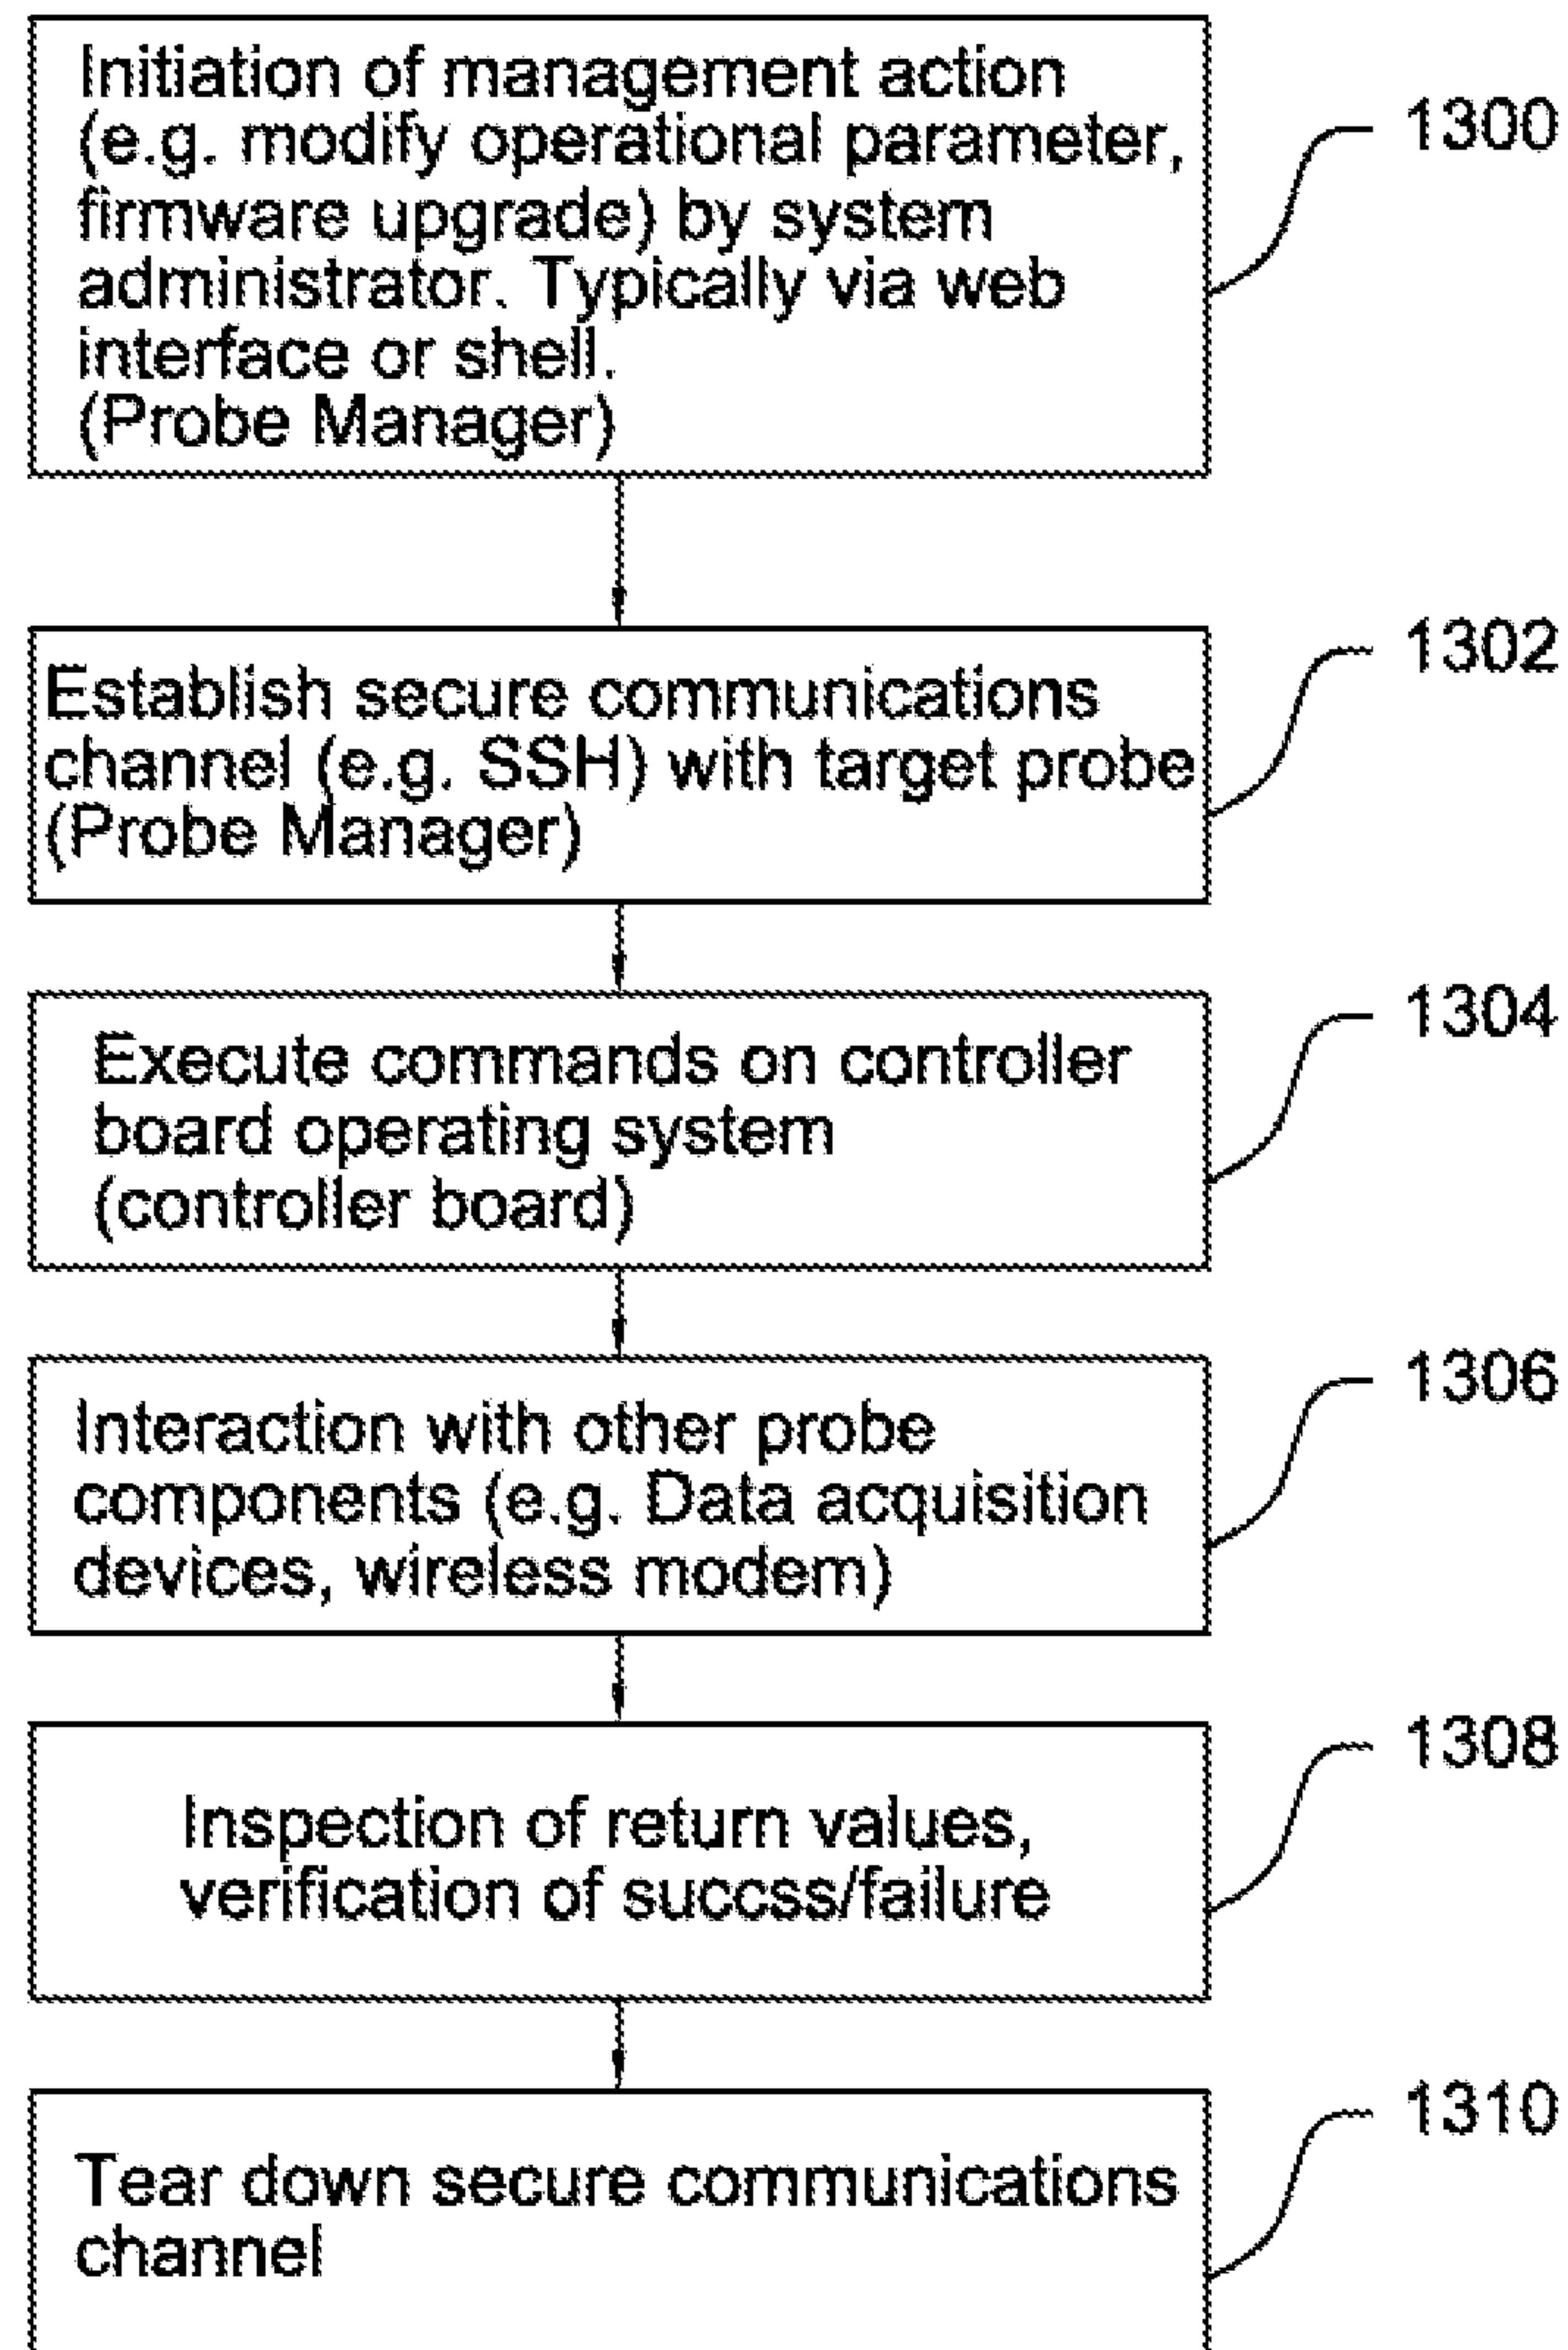 Initiation of management action
(e.g. modify operational parameter,
firmware upgrade) by system
administrator. Typically via web
interface or shell.
(Probe Manager)
1300
Establish secure communications
channel (e.g. SSH) with target probe
(Probe Manager)
1302
Execute commands on controller
board operating system
(controller board)
1304
Interaction with other probe
components (e.g. Data acquisition
devices, wireless modem)
1306
Inspection of return values,
verification of succss/failure
1308
Tear down secure communications
channel
1310